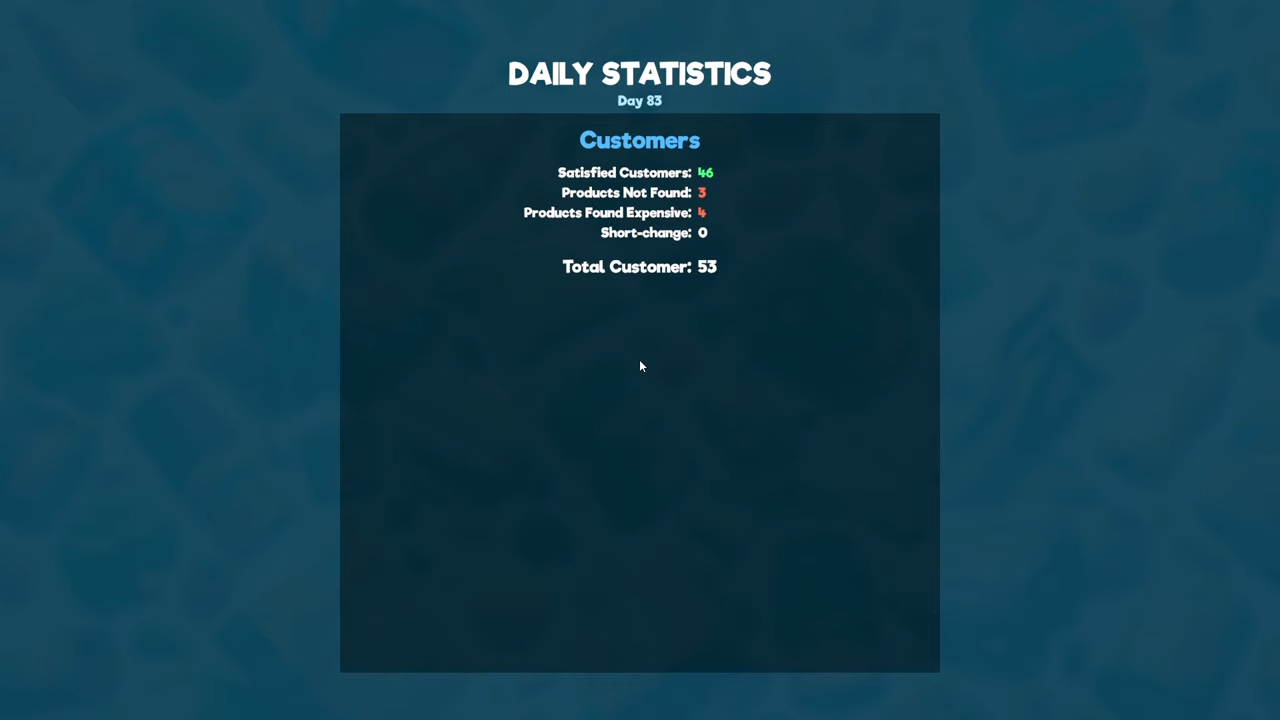 DAILY STATISTICS
Day 83
Customers
Satisfied Customers: 46
Products Not Found: 3
Products Found Expensive: 4
Short-change: 0
Total Customer: 53